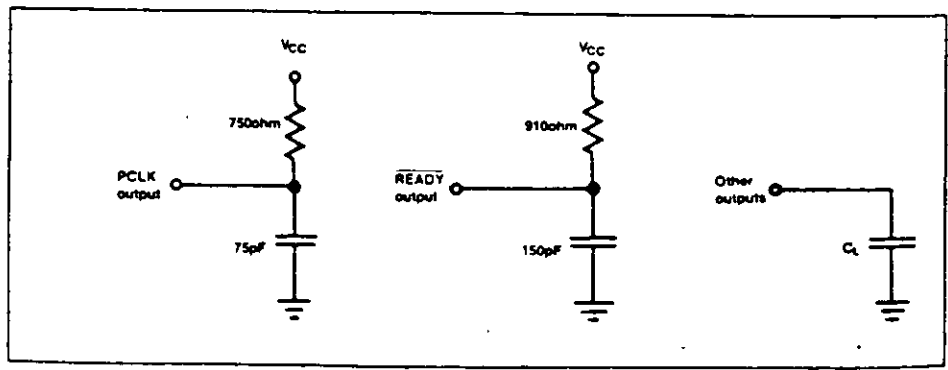 VCC
750ohm
PCLK
output
75pF
VCC
910ohm
READY
output
150pF
Other
outputs
CL